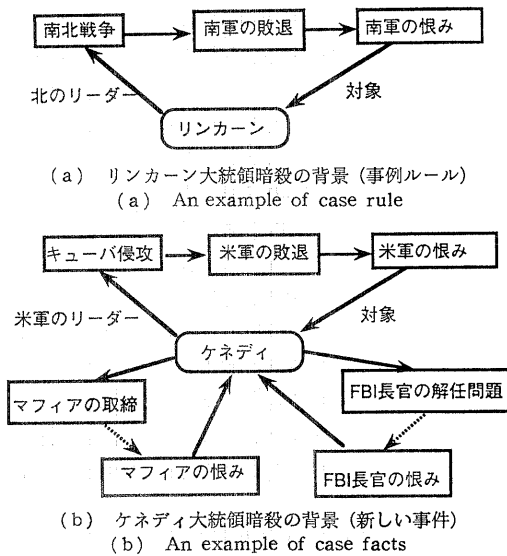 南北戦争
南軍の敗退
南軍の恨み
北のリーダー
対象
リンカーン
(a) リンカーン大統領暗殺の背景(事例ルール)
(a) An example of case rule
キューバ侵攻
米軍の敗退
米軍の恨み
米軍のリーダー
対象
ケネディ
マフィアの取締
FBI長官の解任問題
マフィアの恨み
FBI長官の恨み
(b) ケネディ大統領暗殺の背景(新しい事件)
(b) An example of case facts